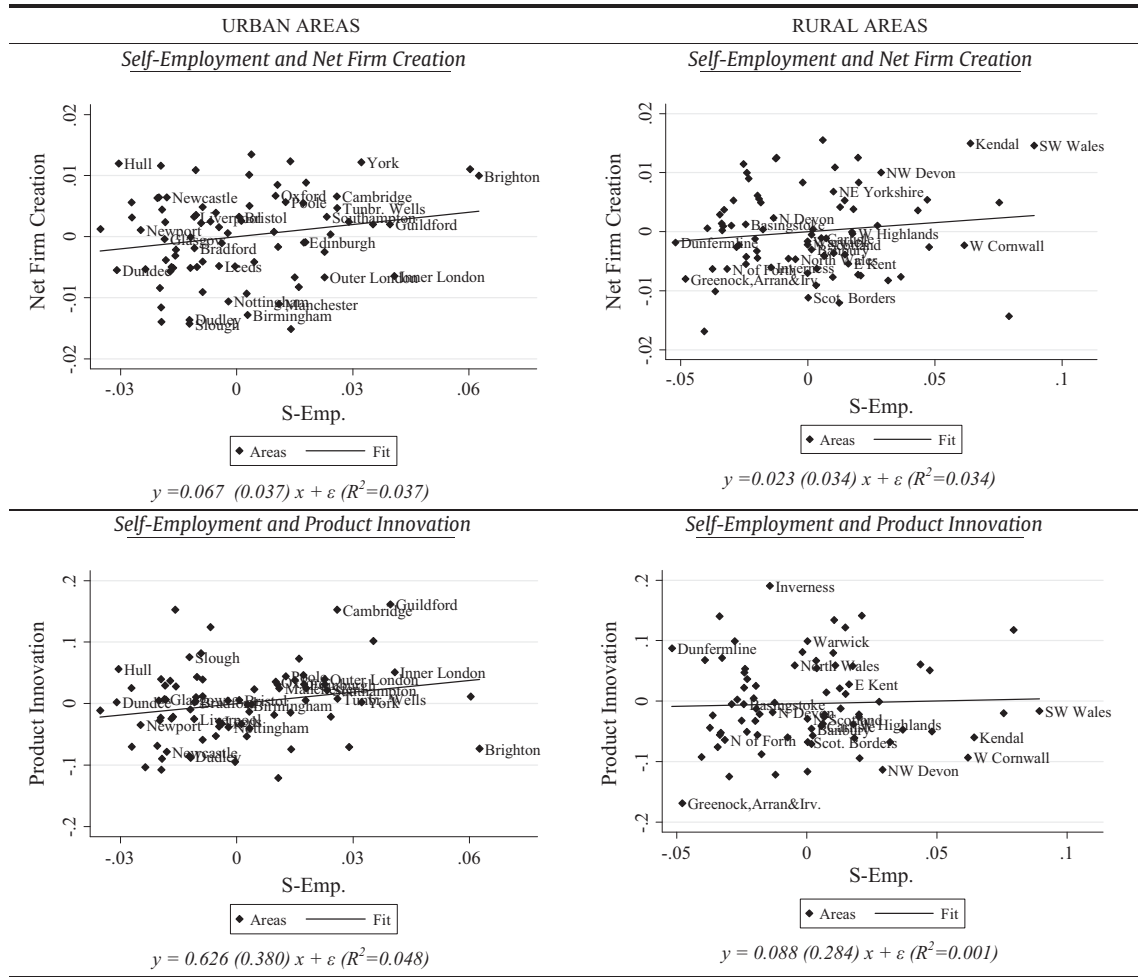 URBAN AREAS
RURAL AREAS
Self-Employment and Net Firm Creation
Net Firm Creation
.02
.01
0
-.01
-.02
Hull
York
Brighton
Newcastle
Oxford
Cambridge
Poole
Tunbr. Wells
Liverpool
Bristol
Southampton
Newport
Guildford
Glasgow
Edinburgh
Bradford
Dundee
Leeds
Outer London
Inner London
Nottingham
Manchester
Dudley
Birmingham
Slough
-.03
0
.03
.06
S-Emp.
Areas
Fit
y =0.067 (0.037) x + ε (R²=0.037)
Self-Employment and Net Firm Creation
Net Firm Creation
.02
.01
0
-.01
-.02
Kendal
SW Wales
NW Devon
NE Yorkshire
N Devon
Basingstoke
Carlisle
W Highlands
Dunfermline
Scotland
Banbury
W Cornwall
North Wales
E Kent
N of Forth
Inverness
Greenock,Arran&Irv.
Scot. Borders
-.05
0
.05
.1
S-Emp.
Areas
Fit
y =0.023 (0.034) x + ε (R²=0.034)
Self-Employment and Product Innovation
Product Innovation
.2
.1
0
-.1
-.2
Guildford
Cambridge
Slough
Hull
Inner London
Poole
Outer London
Southampton
Dundee
Glasgow
Bristol
Tunbr. Wells
York
Bradford
Birmingham
Liverpool
Newport
Nottingham
Newcastle
Dudley
Brighton
-.03
0
.03
.06
S-Emp.
Areas
Fit
y = 0.626 (0.380) x + ε (R²=0.048)
Self-Employment and Product Innovation
Product Innovation
.2
.1
0
-.1
-.2
Inverness
Warwick
Dunfermline
North Wales
E Kent
Basingstoke
N Devon
SW Wales
Scotland
W Highlands
Banbury
N of Forth
Scot. Borders
Kendal
W Cornwall
NW Devon
Greenock,Arran&Irv.
-.05
0
.05
.1
S-Emp.
Areas
Fit
y = 0.088 (0.284) x + ε (R²=0.001)